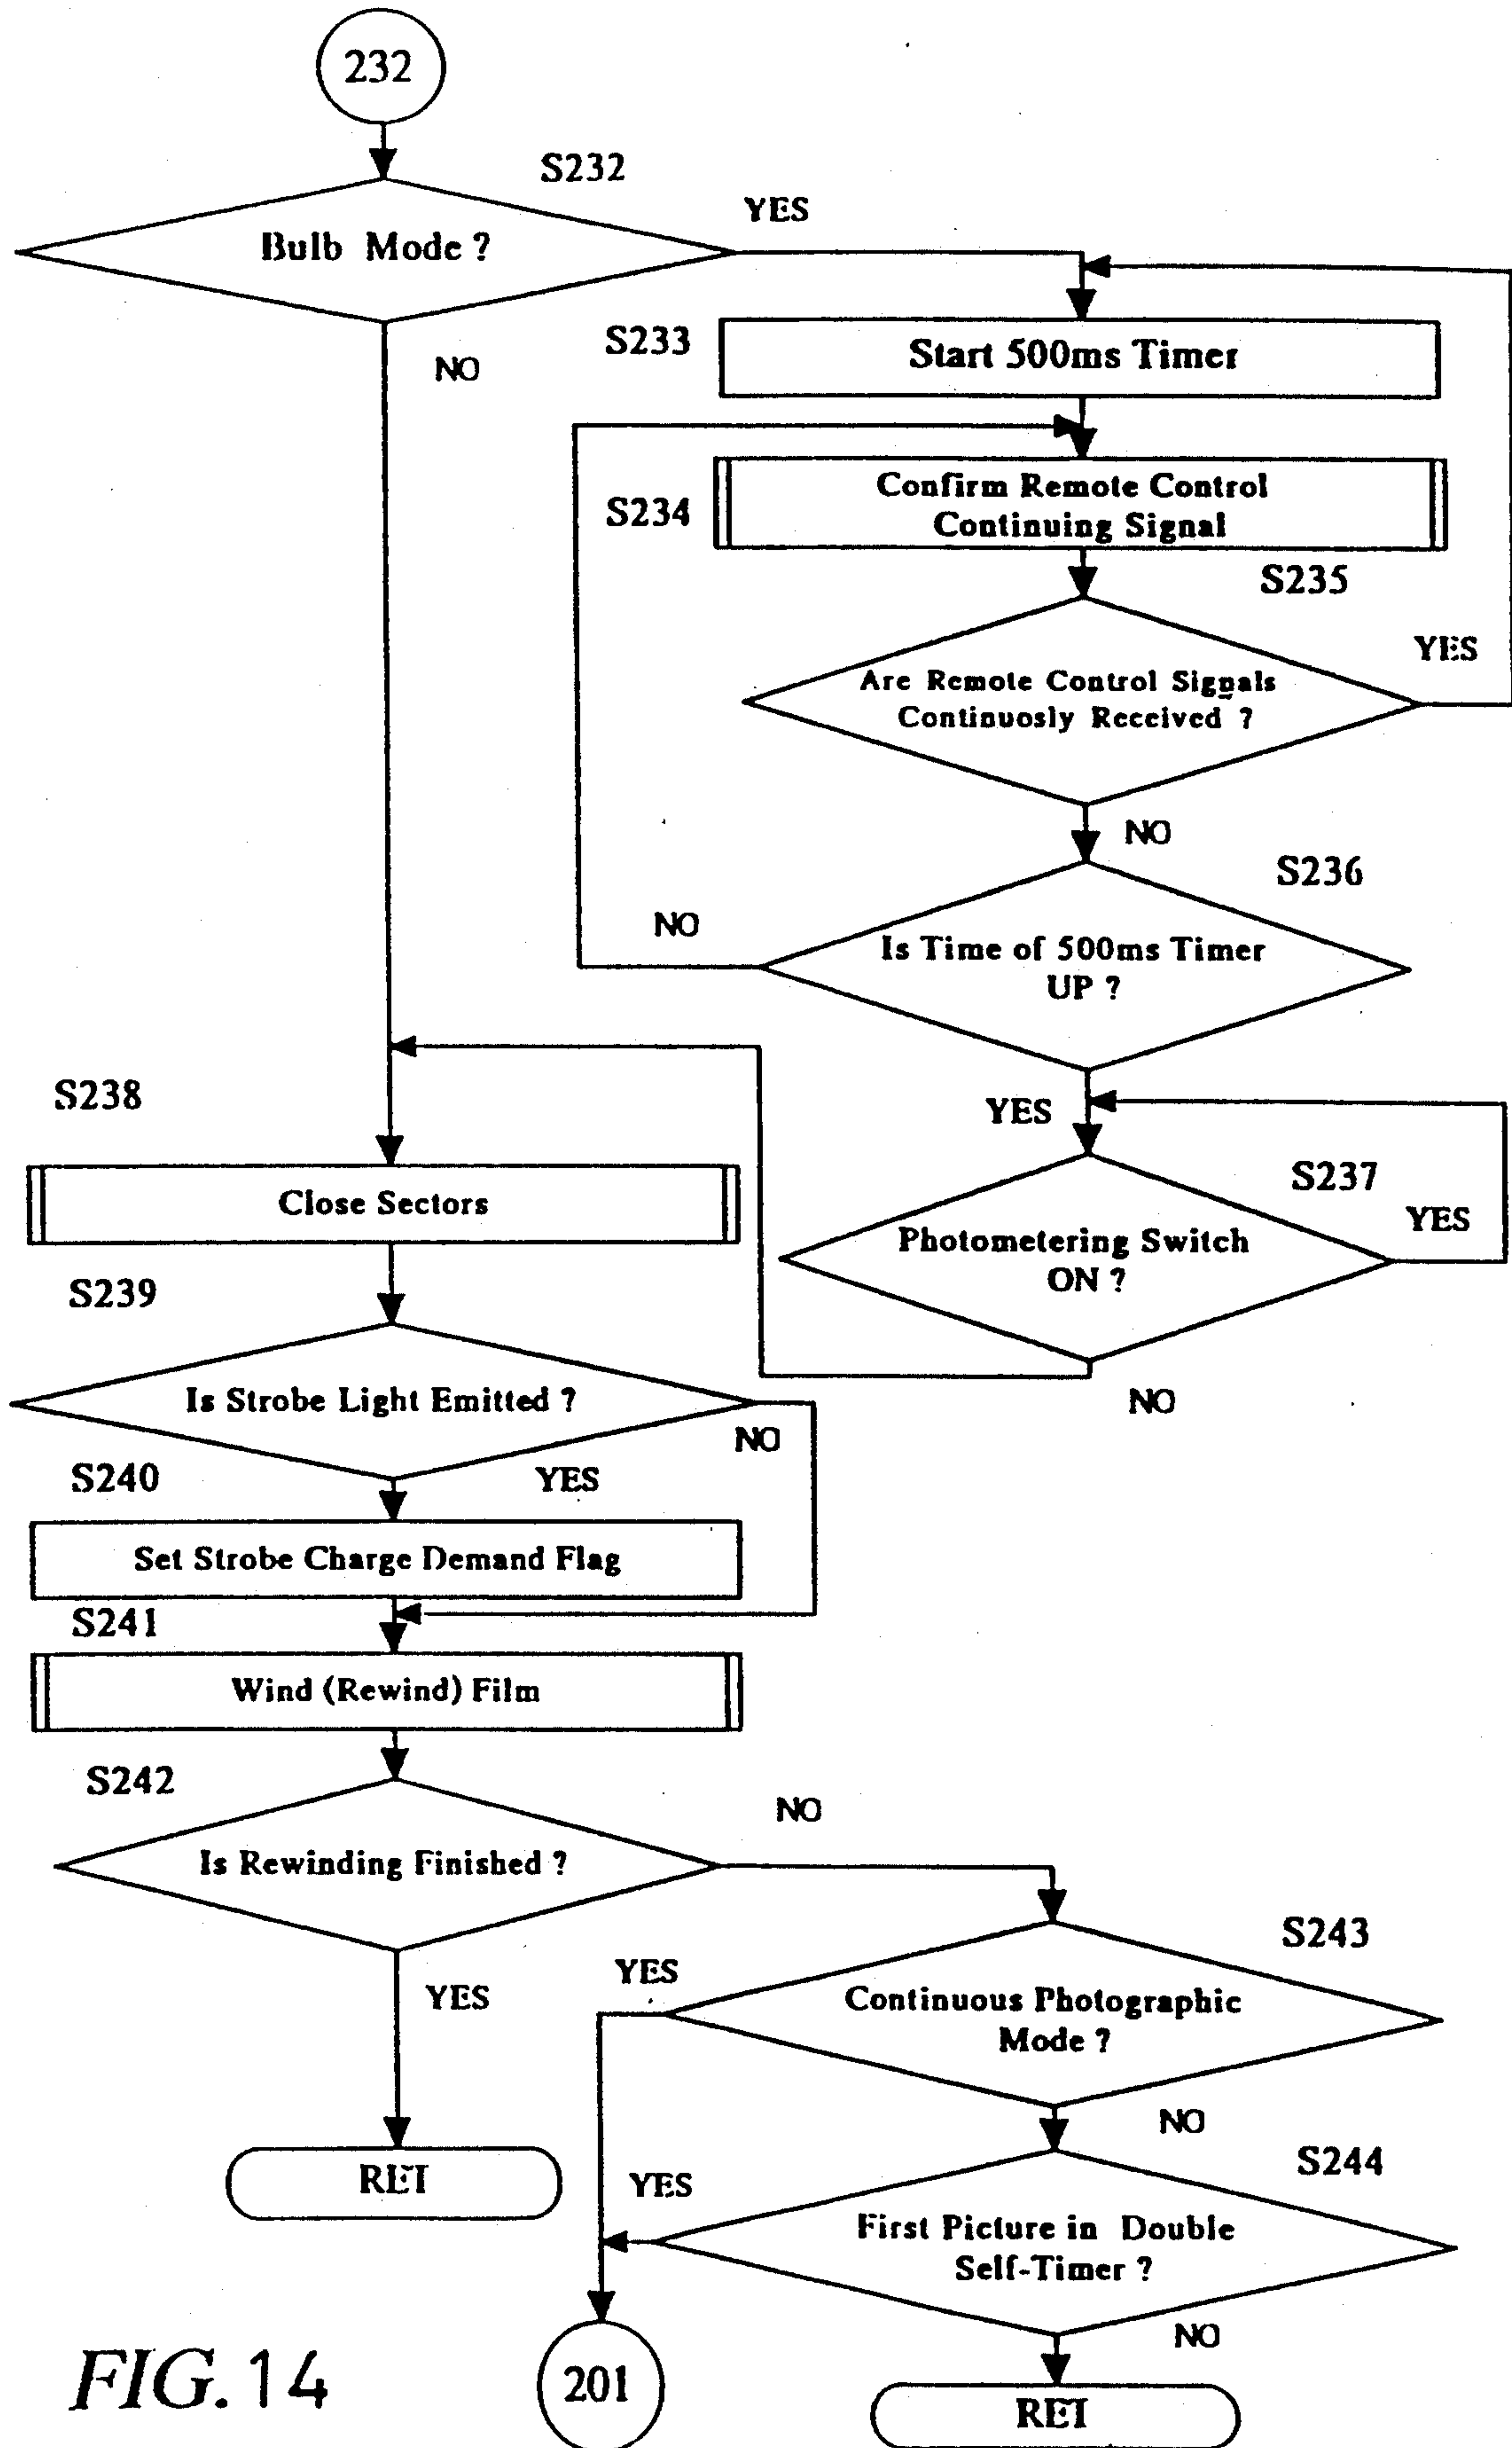 232
S232
YES
Bulb Mode ?
NO
S233
Start 500ms Timer
S234
Confirm Remote Control
Continuing Signal
S235
YES
Are Remote Control Signals
Continuosly Received ?
NO
S236
NO
Is Time of 500ms Timer
UP ?
YES
S237
YES
Photometering Switch
ON ?
NO
S238
Close Sectors
S239
Is Strobe Light Emitted ?
NO
YES
S240
Set Strobe Charge Demand Flag
S241
Wind (Rewind) Film
S242
NO
Is Rewinding Finished ?
YES
RET
S243
YES
Continuous Photographic
Mode ?
NO
S244
YES
First Picture in Double
Self-Timer ?
NO
201
RET
FIG. 14